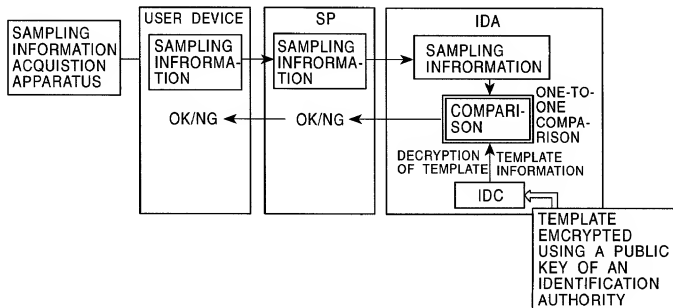 USER DEVICE
SP
IDA
SAMPLING
INFORMATION
ACQUISTION
APPARATUS
SAMPLING
INFRORMA-
TION
SAMPLING
INFRORMA-
TION
SAMPLING
INFRORMATION
COMPARI-
SON
ONE-TO-
ONE
COMPA-
RISON
OK/NG
OK/NG
DECRYPTION
OF TEMPLATE
TEMPLATE
INFORMATION
IDC
TEMPLATE
EMCRYPTED
USING A PUBLIC
KEY OF AN
IDENTIFICATION
AUTHORITY